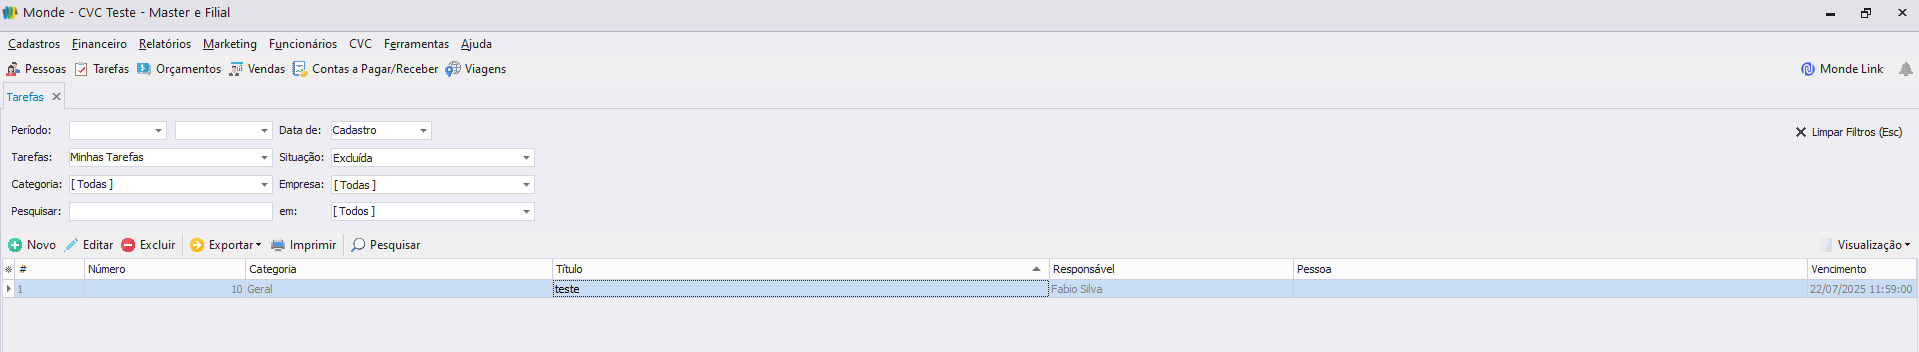 Monde - CVC Teste - Master e Filial
Cadastros Financeiro Relatórios Marketing Funcionários CVC Ferramentas Ajuda
Pessoas Tarefas Orçamentos Vendas Contas a Pagar/Receber Viagens Monde Link
Tarefas
Período: Data de: Cadastro Limpar Filtros (Esc)
Tarefas: Minhas Tarefas Situação: Excluída
Categoria: [ Todas ] Empresa: [ Todas ]
Pesquisar: em: [ Todos ]
Novo Editar Excluir Exportar Imprimir Pesquisar Visualização
# Número Categoria Título Responsável Pessoa Vencimento
1 10 Geral teste Fabio Silva 22/07/2025 11:59:00